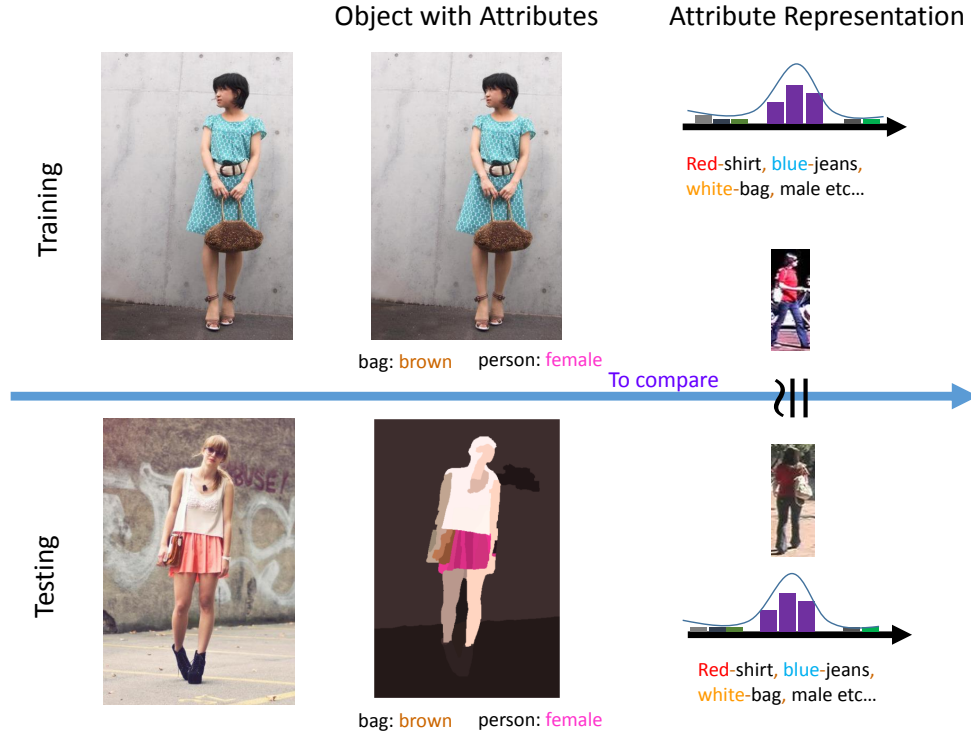 Object with Attributes
Attribute Representation
Training
Red-shirt, blue-jeans,
white-bag, male etc...
bag: brown
person: female
To compare
Testing
BUSE!
Red-shirt, blue-jeans,
white-bag, male etc...
bag: brown
person: female